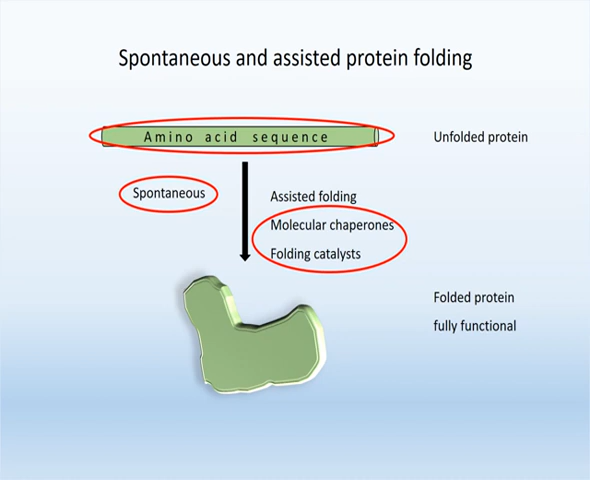 Spontaneous and assisted protein folding
Amino acid sequence
Unfolded protein
Spontaneous
Assisted folding
Molecular chaperones
Folding catalysts
Folded protein
fully functional